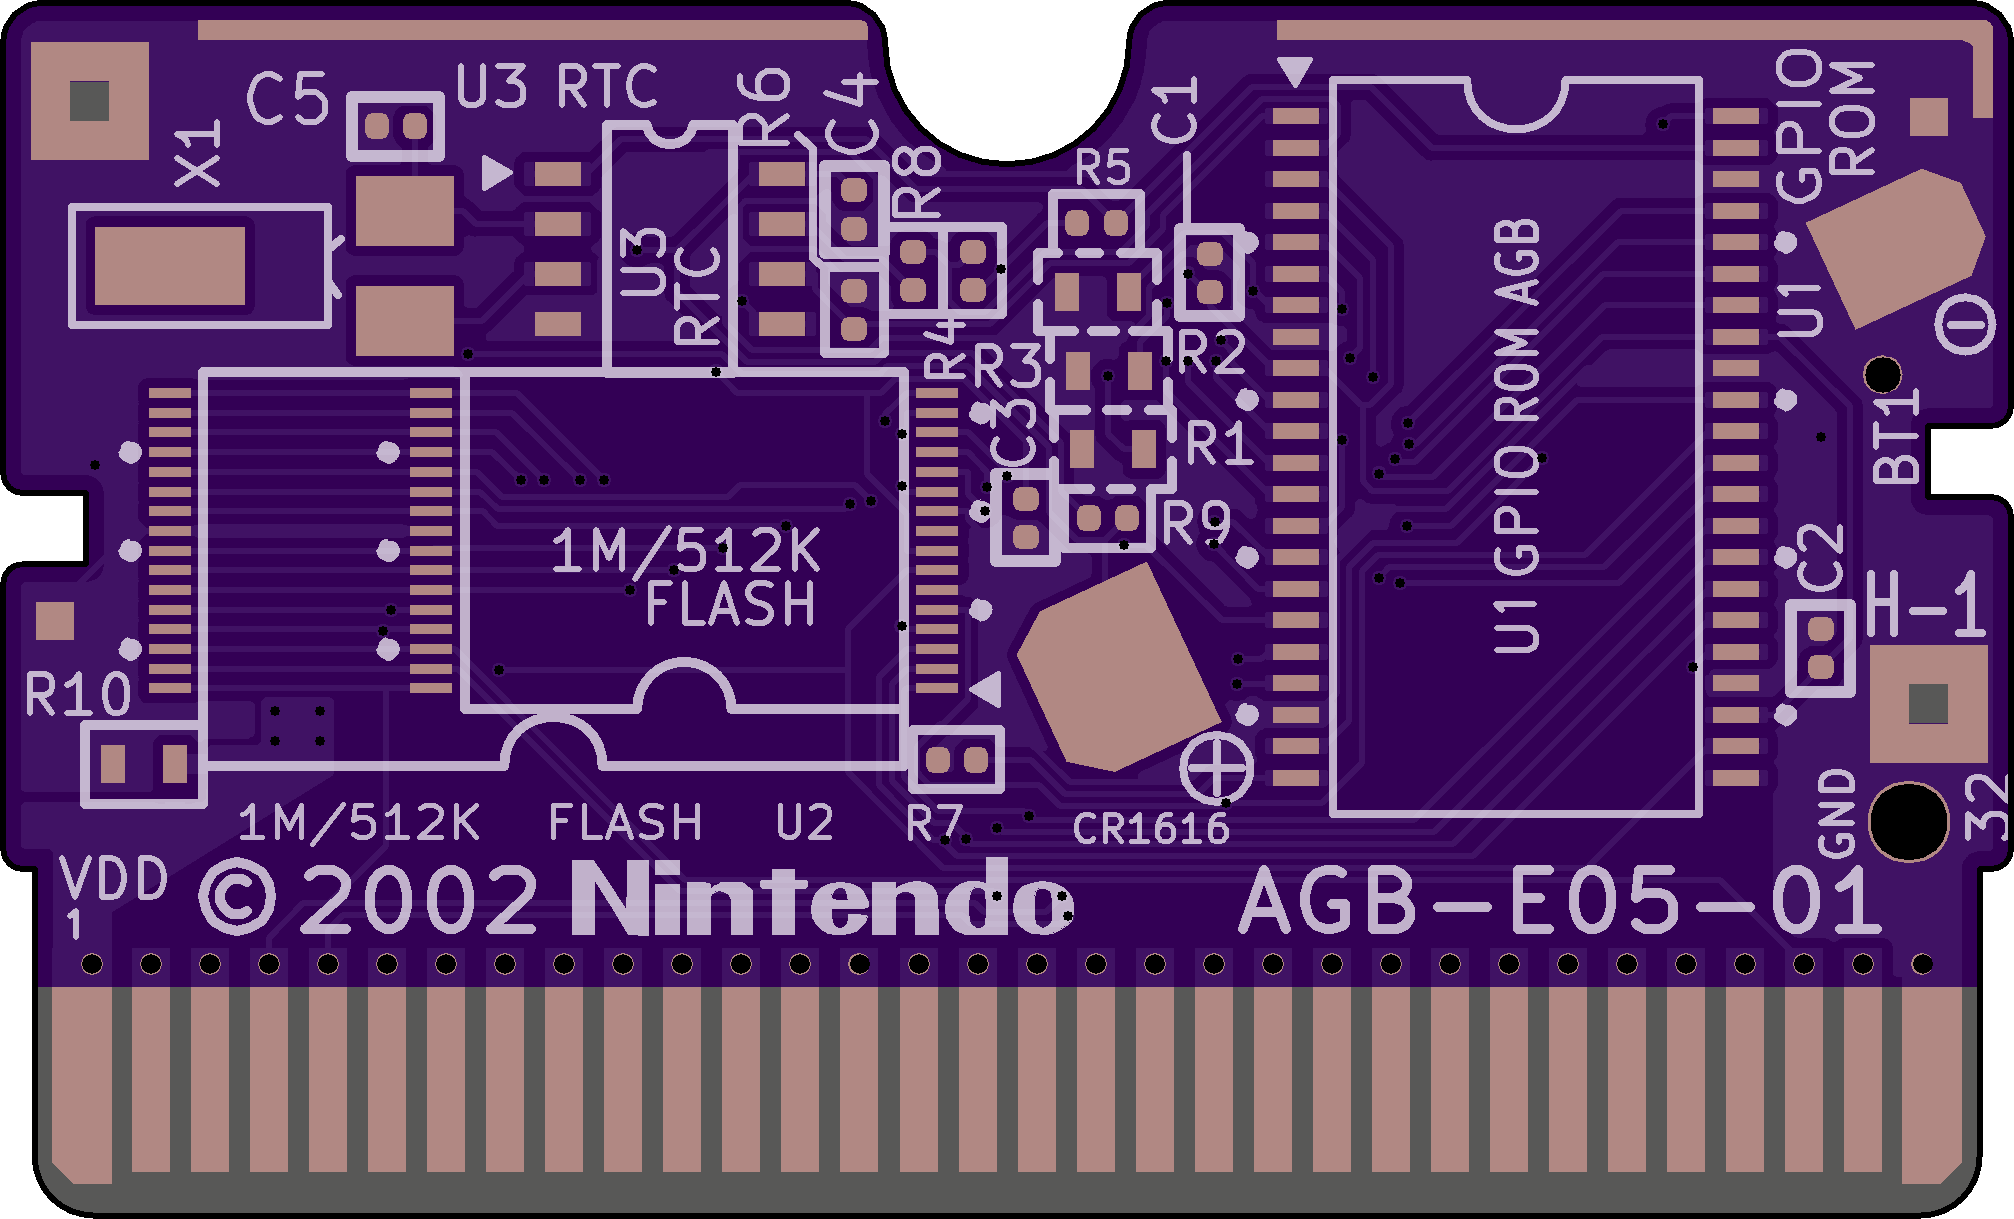 C5
U3 RTC
R6
C4
C1
GPIO
ROM
U1
X1
R8
R5
U3
RTC
U1 GPIO ROM AGB
R4
R3
R2
C3
R1
BT1
R9
1M/512K
FLASH
C2
H-1
R10
1M/512K FLASH U2
R7
CR1616
GND
32
VDD
1
©2002 Nintendo
AGB-E05-01